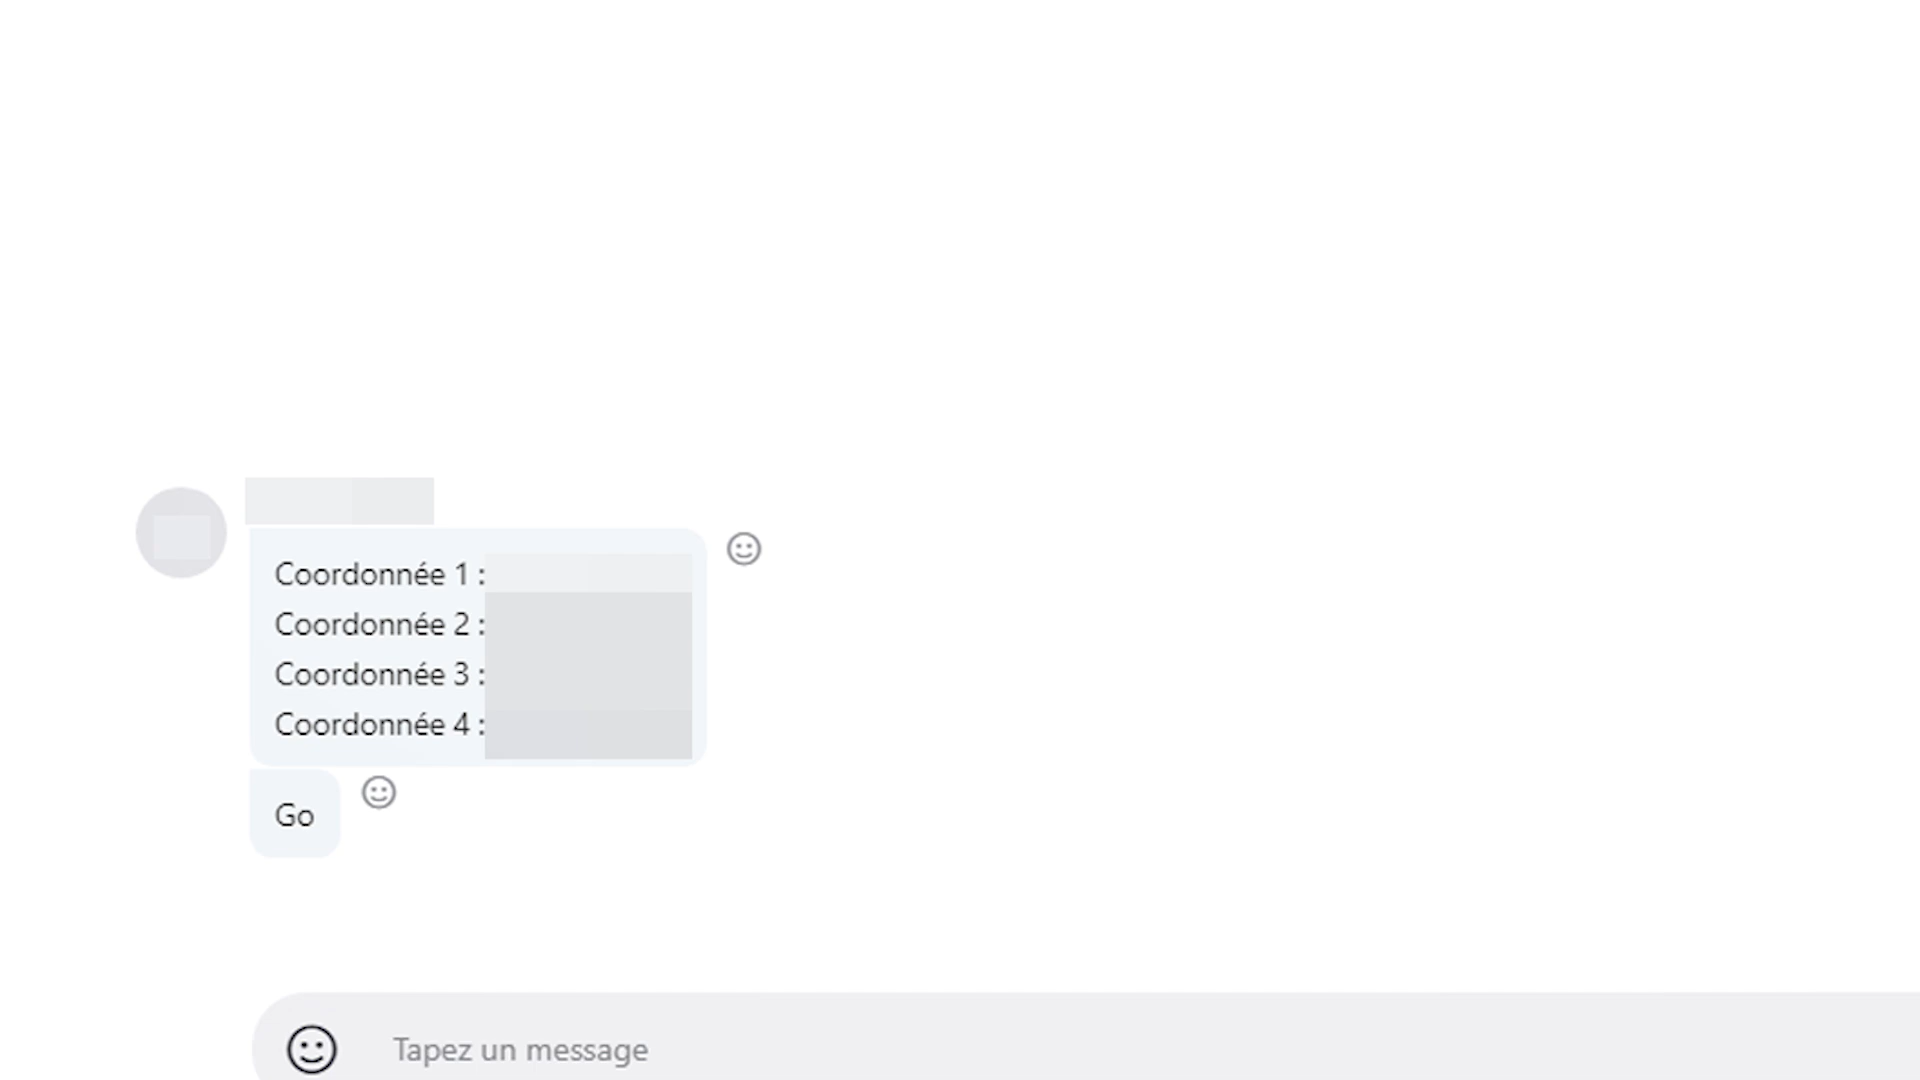 Coordonnée 1 :
Coordonnée 2 :
Coordonnée 3 :
Coordonnée 4 :
Go
Tapez un message